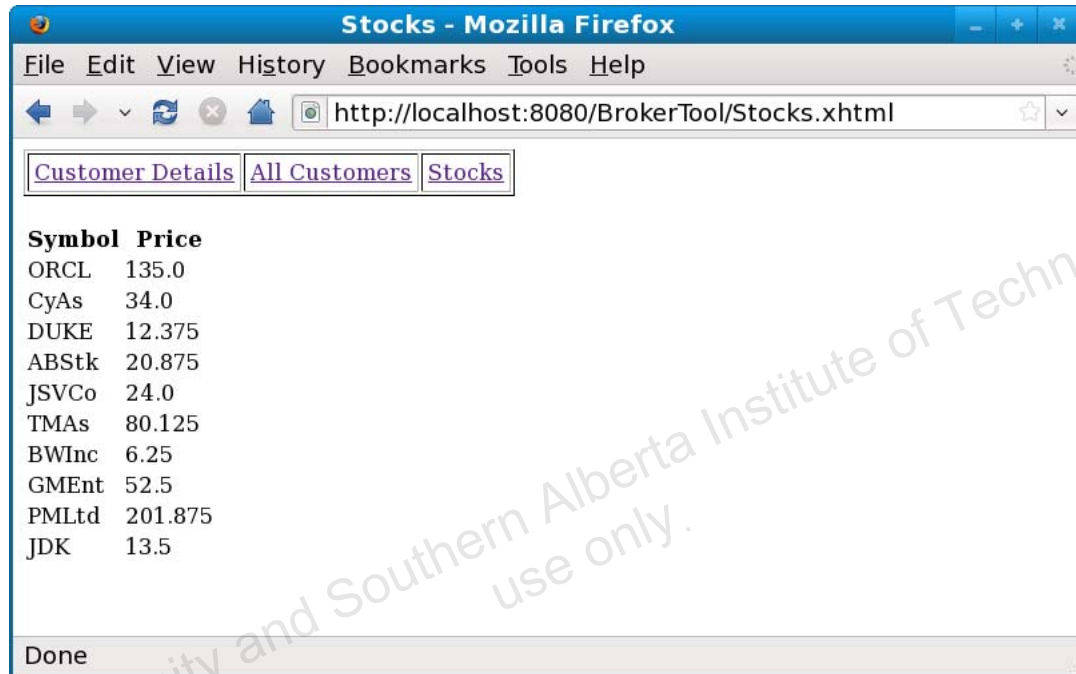 Stocks - Mozilla Firefox
File Edit View History Bookmarks Tools Help
http://localhost:8080/BrokerTool/Stocks.xhtml
Customer Details All Customers Stocks
Symbol Price
ORCL 135.0
CyAs 34.0
DUKE 12.375
ABStk 20.875
JSVCo 24.0
TMAs 80.125
BWInc 6.25
GMEnt 52.5
PMLtd 201.875
JDK 13.5
and Southern Alberta Institute of
use only.
Done